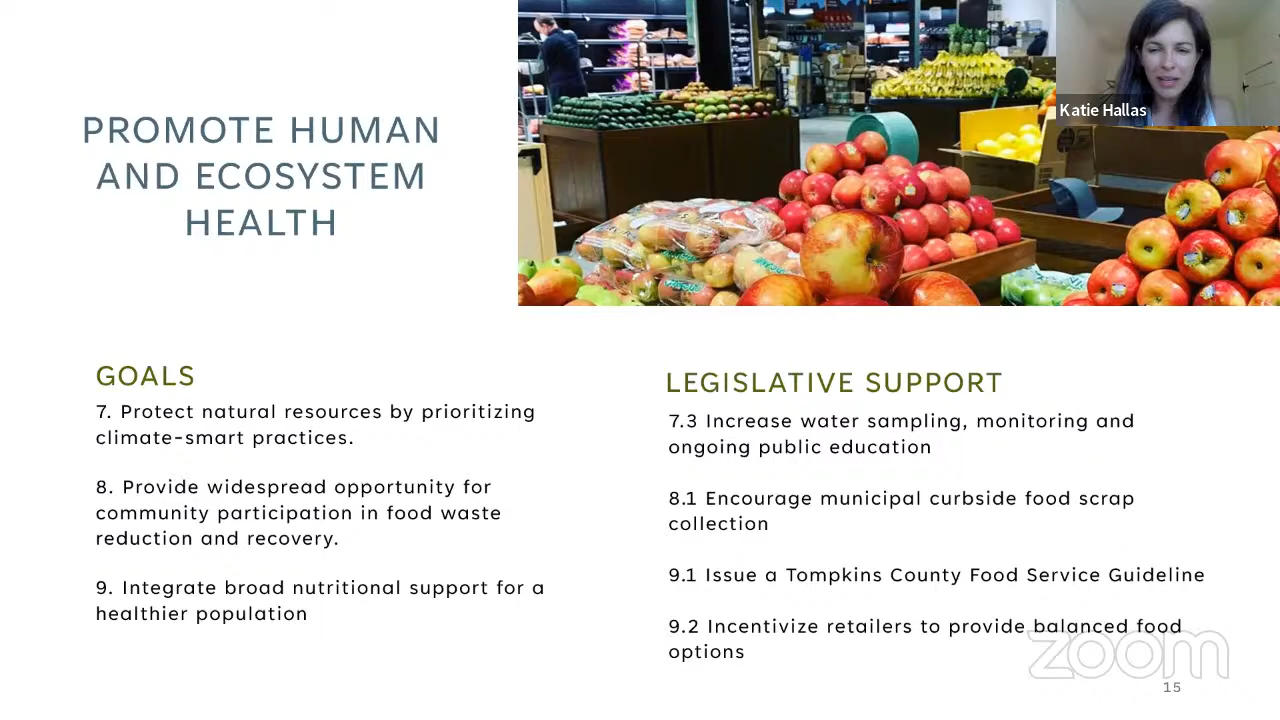 PROMOTE HUMAN
AND ECOSYSTEM
HEALTH
Katie Hallas
GOALS
7. Protect natural resources by prioritizing
climate-smart practices.
8. Provide widespread opportunity for
community participation in food waste
reduction and recovery.
9. Integrate broad nutritional support for a
healthier population
LEGISLATIVE SUPPORT
7.3 Increase water sampling, monitoring and
ongoing public education
8.1 Encourage municipal curbside food scrap
collection
9.1 Issue a Tompkins County Food Service Guideline
9.2 Incentivize retailers to provide balanced food
options
zoom
15